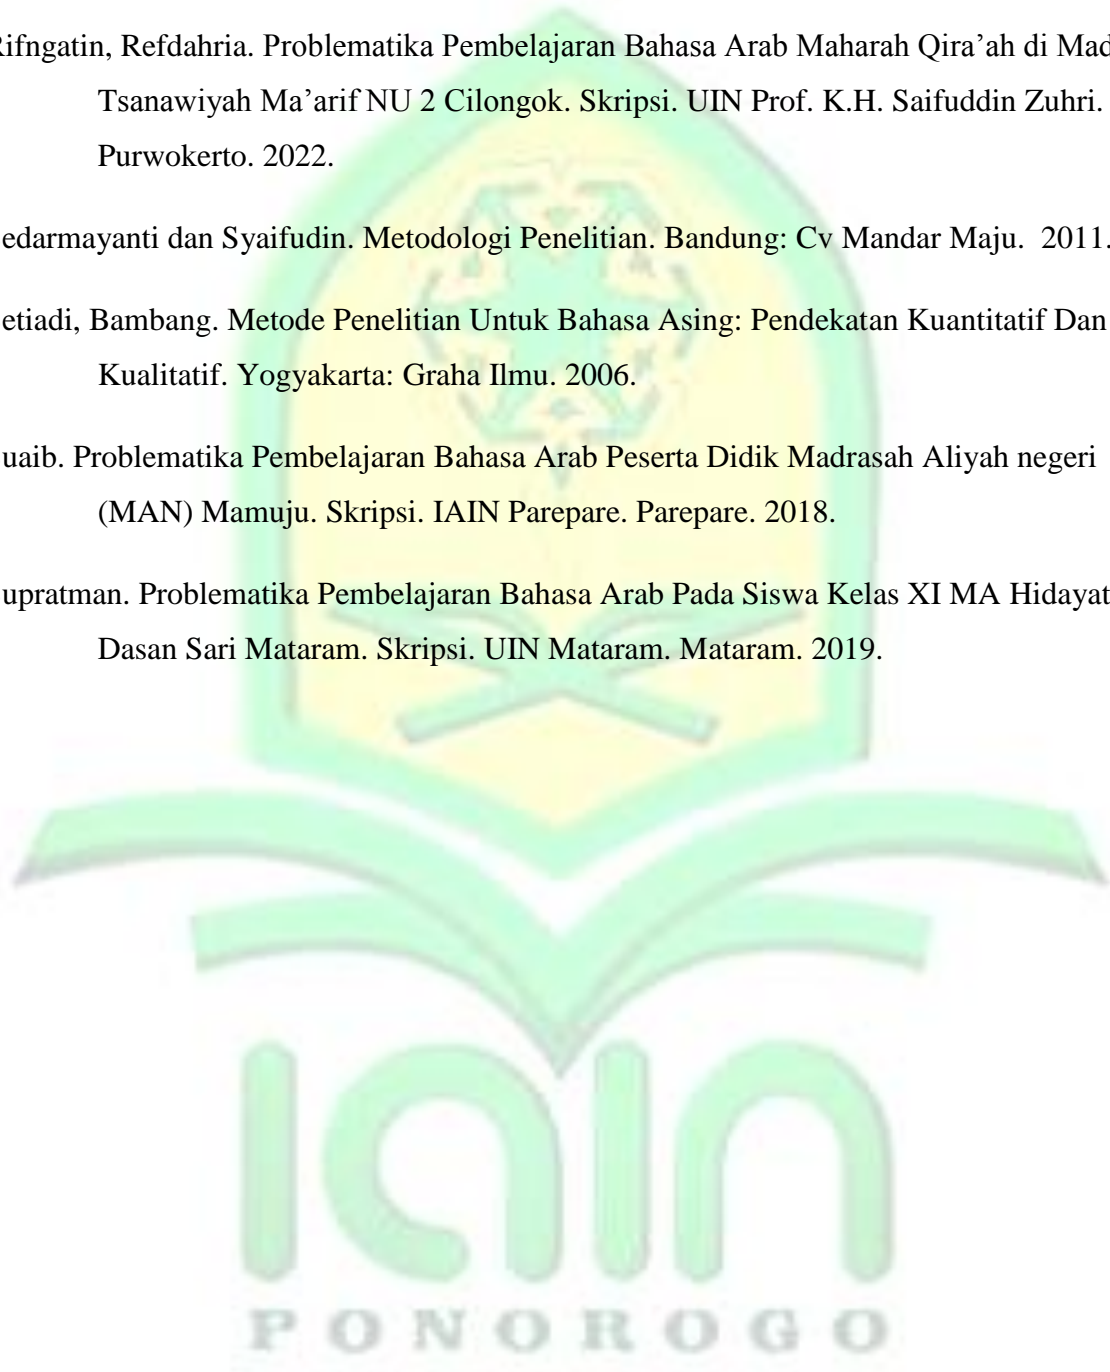 Rifngatin, Refdahria. Problematika Pembelajaran Bahasa Arab Maharah Qira’ah di Mad
Tsanawiyah Ma’arif NU 2 Cilongok. Skripsi. UIN Prof. K.H. Saifuddin Zuhri.
Purwokerto. 2022.
edarmayanti dan Syaifudin. Metodologi Penelitian. Bandung: Cv Mandar Maju. 2011.
etiadi, Bambang. Metode Penelitian Untuk Bahasa Asing: Pendekatan Kuantitatif Dan
Kualitatif. Yogyakarta: Graha Ilmu. 2006.
uaib. Problematika Pembelajaran Bahasa Arab Peserta Didik Madrasah Aliyah negeri
(MAN) Mamuju. Skripsi. IAIN Parepare. Parepare. 2018.
upratman. Problematika Pembelajaran Bahasa Arab Pada Siswa Kelas XI MA Hidayat
Dasan Sari Mataram. Skripsi. UIN Mataram. Mataram. 2019.
iain
PONOROGO